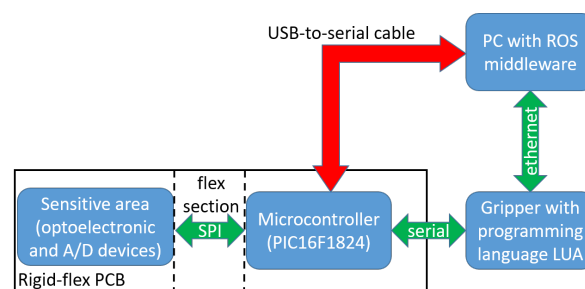 USB-to-serial cable
PC with ROS
middleware
ethernet
flex
section
Sensitive area
(optoelectronic
and A/D devices)
SPI
Microcontroller
(PIC16F1824)
serial
Gripper with
programming
language LUA
Rigid-flex PCB